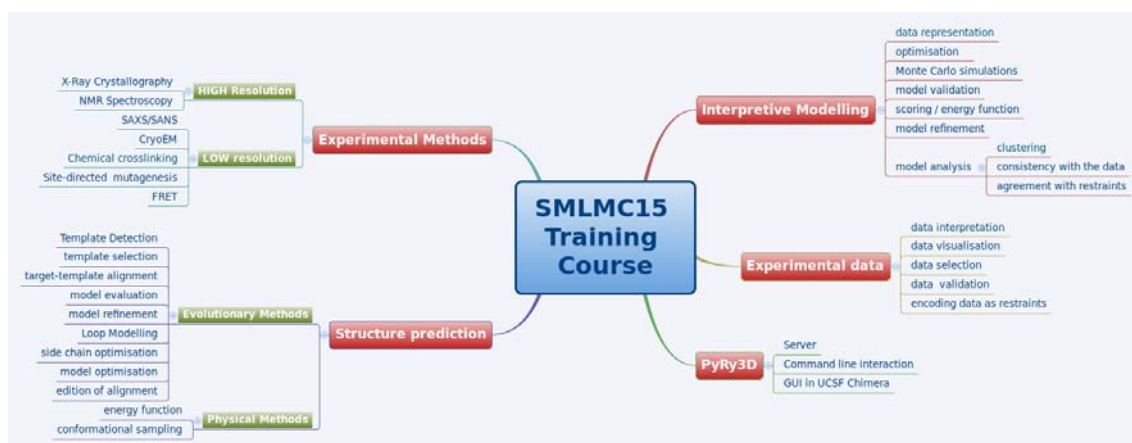 SMLMC15
Training
Course
Experimental Methods
HIGH Resolution
X-Ray Crystallography
NMR Spectroscopy
LOW resolution
SAXS/SANS
CryoEM
Chemical crosslinking
Site-directed mutagenesis
FRET
Structure prediction
Evolutionary Methods
Template Detection
template selection
target-template alignment
model evaluation
model refinement
Loop Modelling
side chain optimisation
model optimisation
edition of alignment
Physical Methods
energy function
conformational sampling
Interpretive Modelling
data representation
optimisation
Monte Carlo simulations
model validation
scoring / energy function
model refinement
model analysis
clustering
consistency with the data
agreement with restraints
Experimental data
data interpretation
data visualisation
data selection
data validation
encoding data as restraints
PyRy3D
Server
Command line interaction
GUI in UCSF Chimera